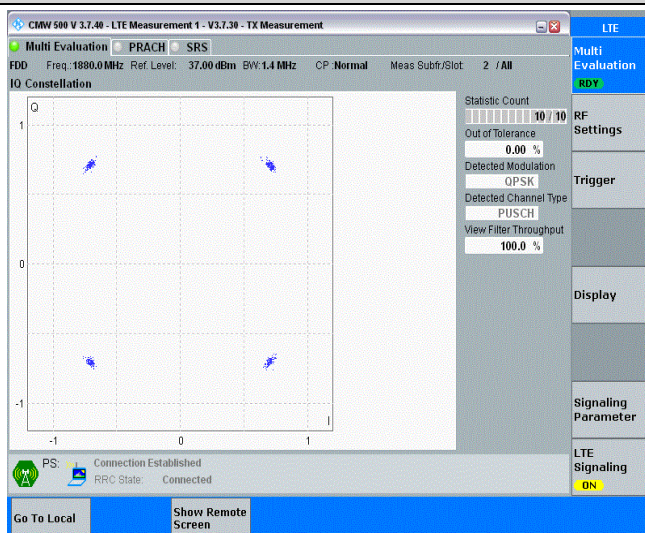 CMW 500 V 3.7.40 - LTE Measurement 1 - V3.7.30 - TX Measurement
LTE
Multi Evaluation PRACH SRS
FDD Freq.:1880.0 MHz Ref. Level: 37.00 dBm BW:1.4 MHz CP :Normal Meas Subfr./Slot: 2 / All
IQ Constellation
Q
1
0
-1
I
-1 0 1
Statistic Count
10 / 10
Out of Tolerance
0.00 %
Detected Modulation
QPSK
Detected Channel Type
PUSCH
View Filter Throughput
100.0 %
Multi
Evaluation
RDY
RF
Settings
Trigger
Display
Signaling
Parameter
LTE
Signaling
ON
PS: Connection Established
RRC State: Connected
Go To Local
Show Remote
Screen